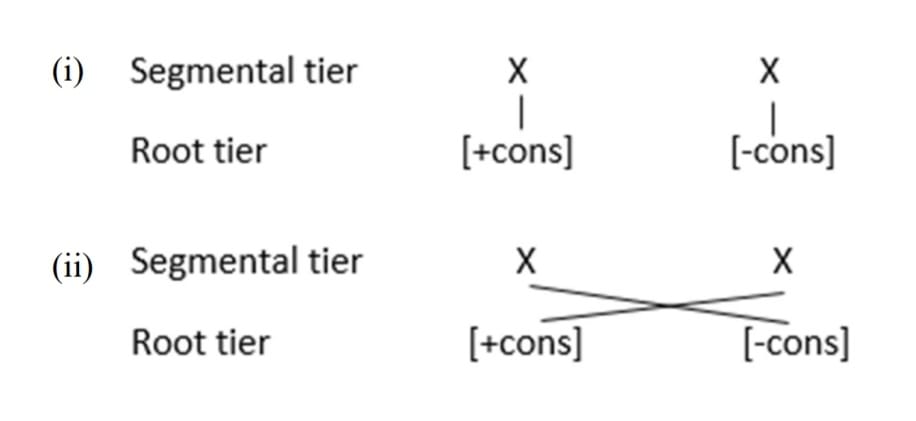 (i) Segmental tier X X
Root tier [+cons] [-cons]
(ii) Segmental tier X X
Root tier [+cons] [-cons]